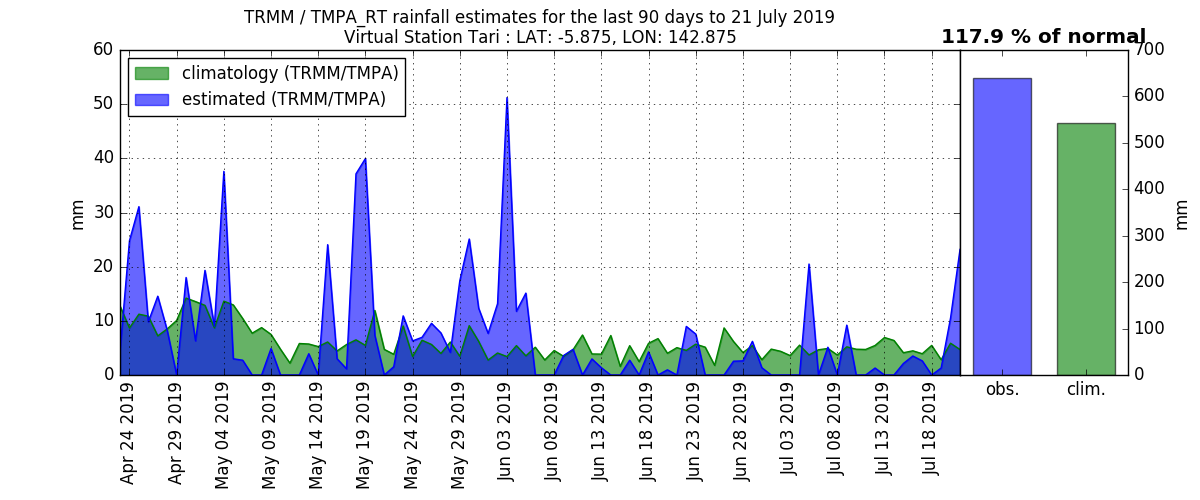 TRMM / TMPA_RT rainfall estimates for the last 90 days to 21 July 2019
Virtual Station Tari : LAT: -5.875, LON: 142.875
117.9 % of normal
climatology (TRMM/TMPA)
estimated (TRMM/TMPA)
60
50
40
30
20
10
0
mm
Apr 24 2019
Apr 29 2019
May 04 2019
May 09 2019
May 14 2019
May 19 2019
May 24 2019
May 29 2019
Jun 03 2019
Jun 08 2019
Jun 13 2019
Jun 18 2019
Jun 23 2019
Jun 28 2019
Jul 03 2019
Jul 08 2019
Jul 13 2019
Jul 18 2019
obs.
clim.
700
600
500
400
300
200
100
0
mm